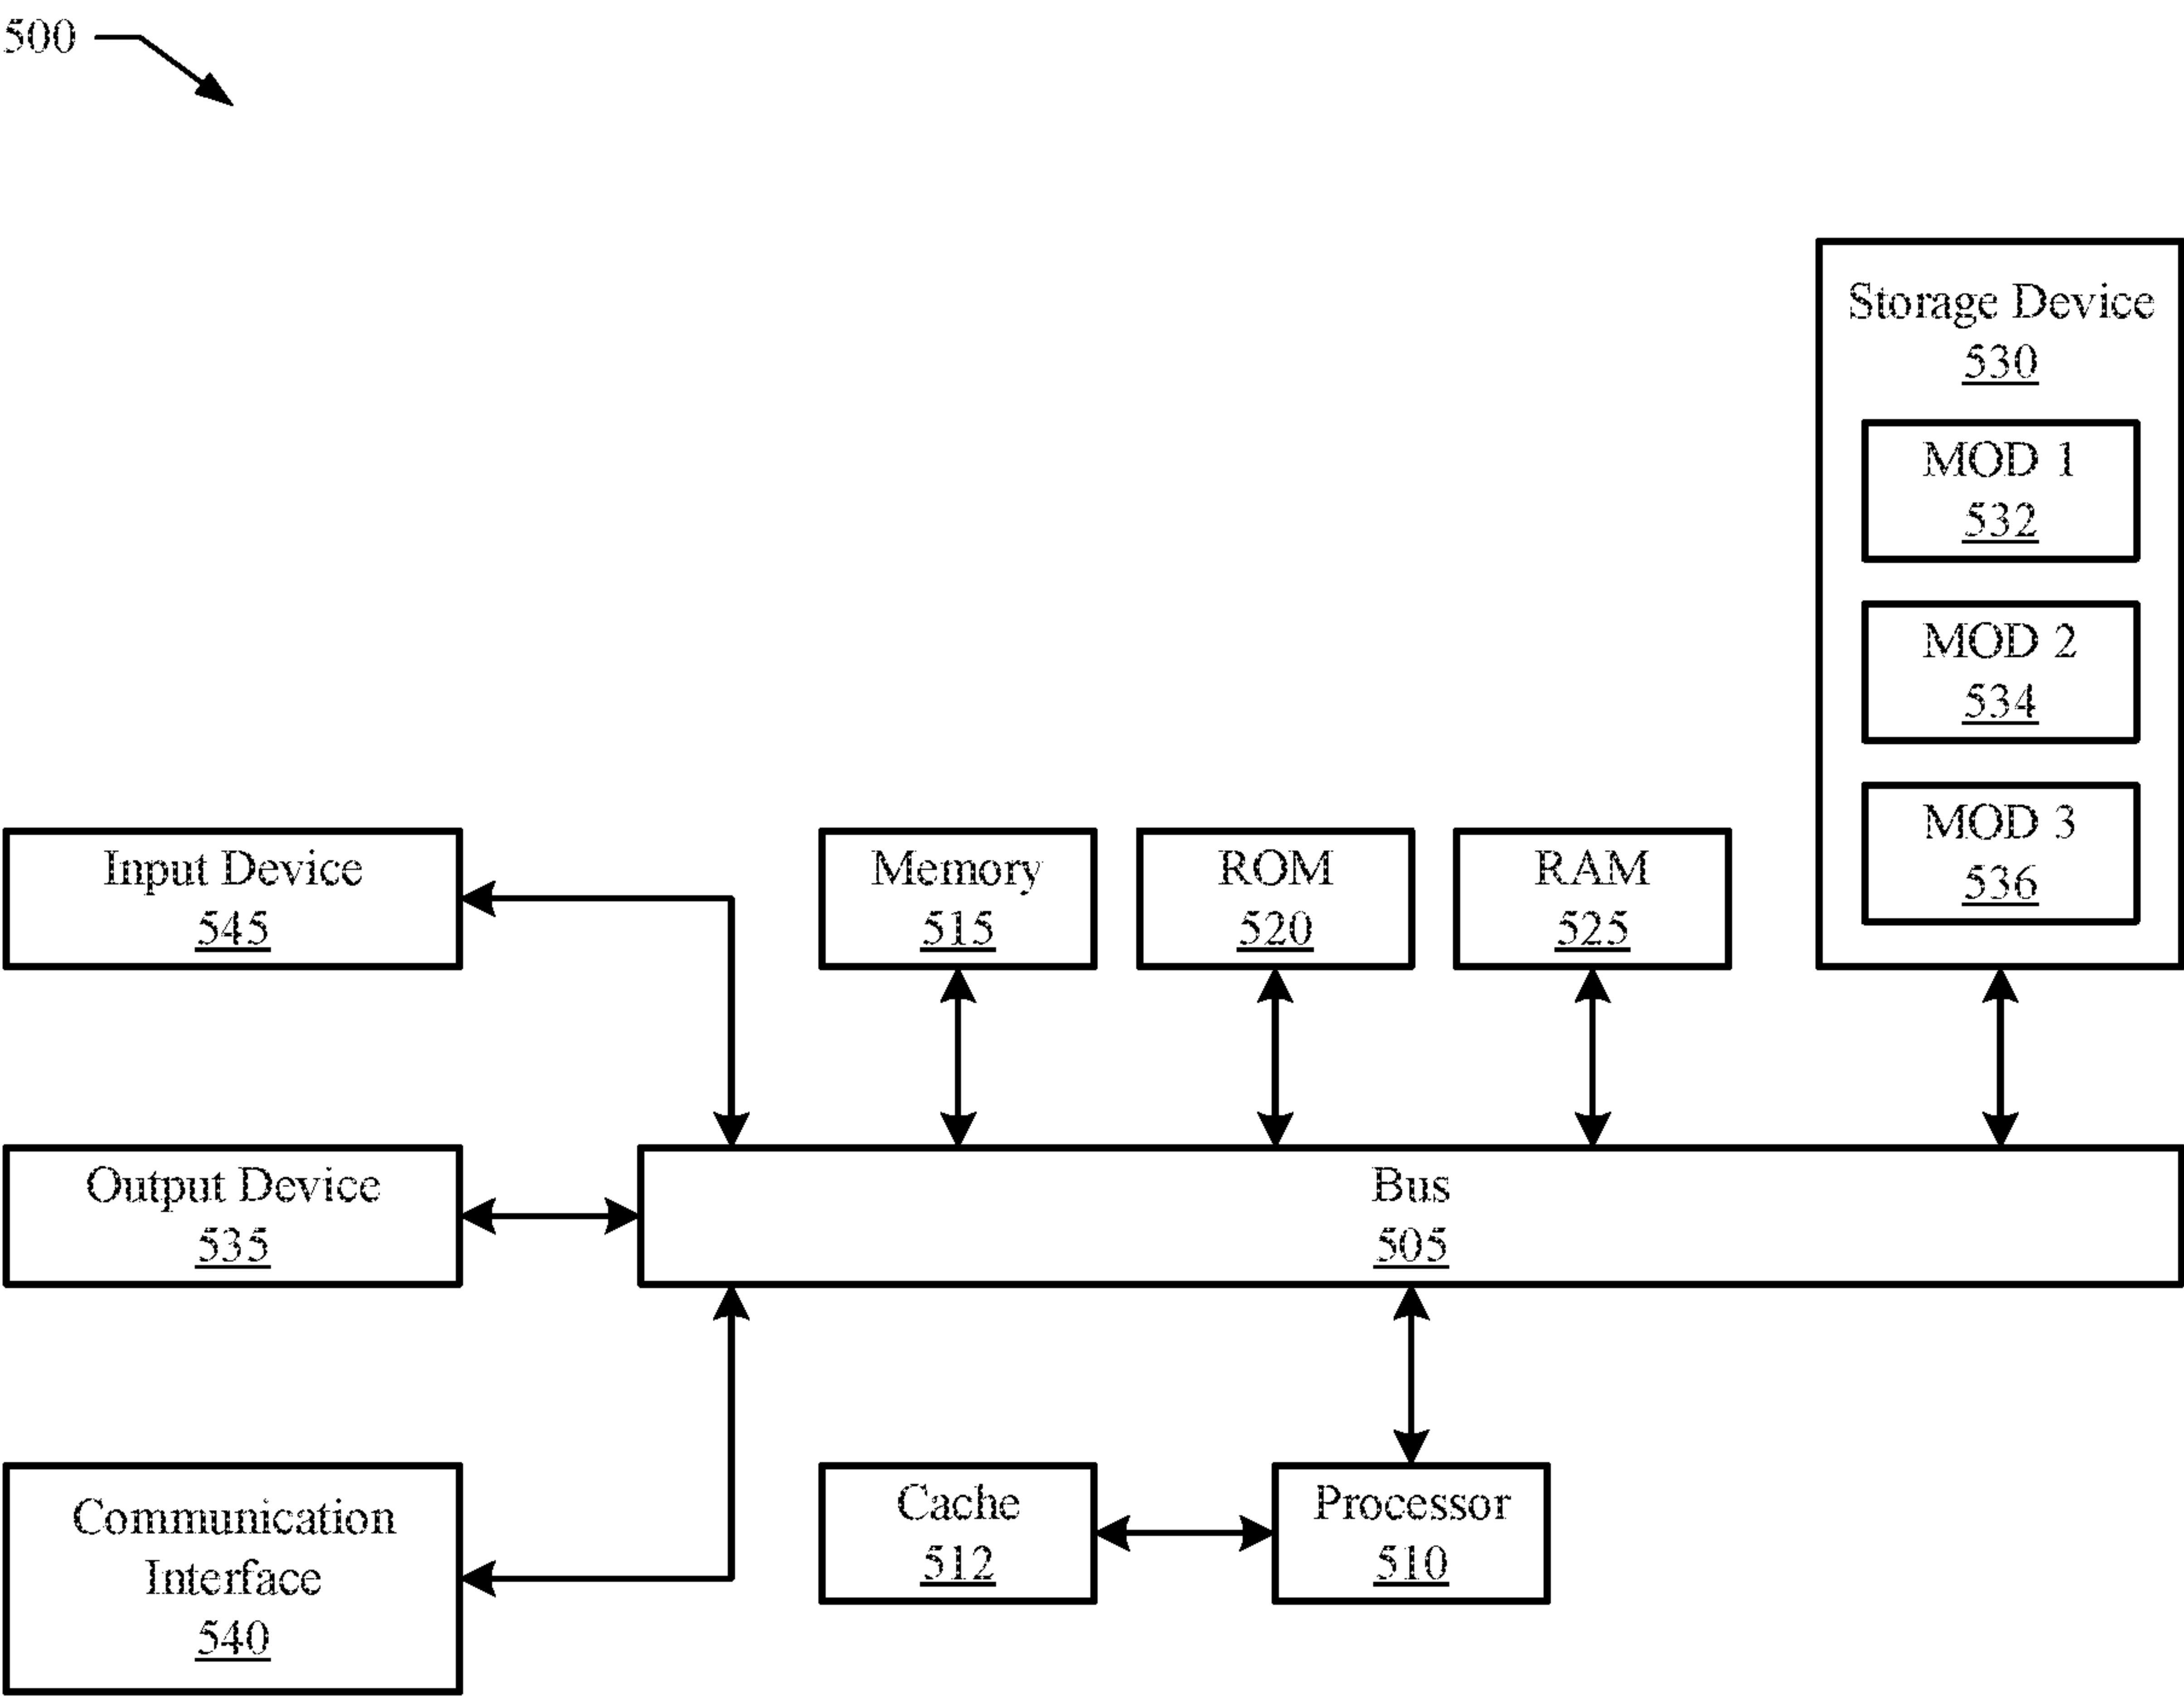 500
Storage Device
530
MOD 1
532
MOD 2
534
MOD 3
536
Input Device
545
Memory
515
ROM
520
RAM
525
Output Device
535
Bus
505
Communication
Interface
540
Cache
512
Processor
510